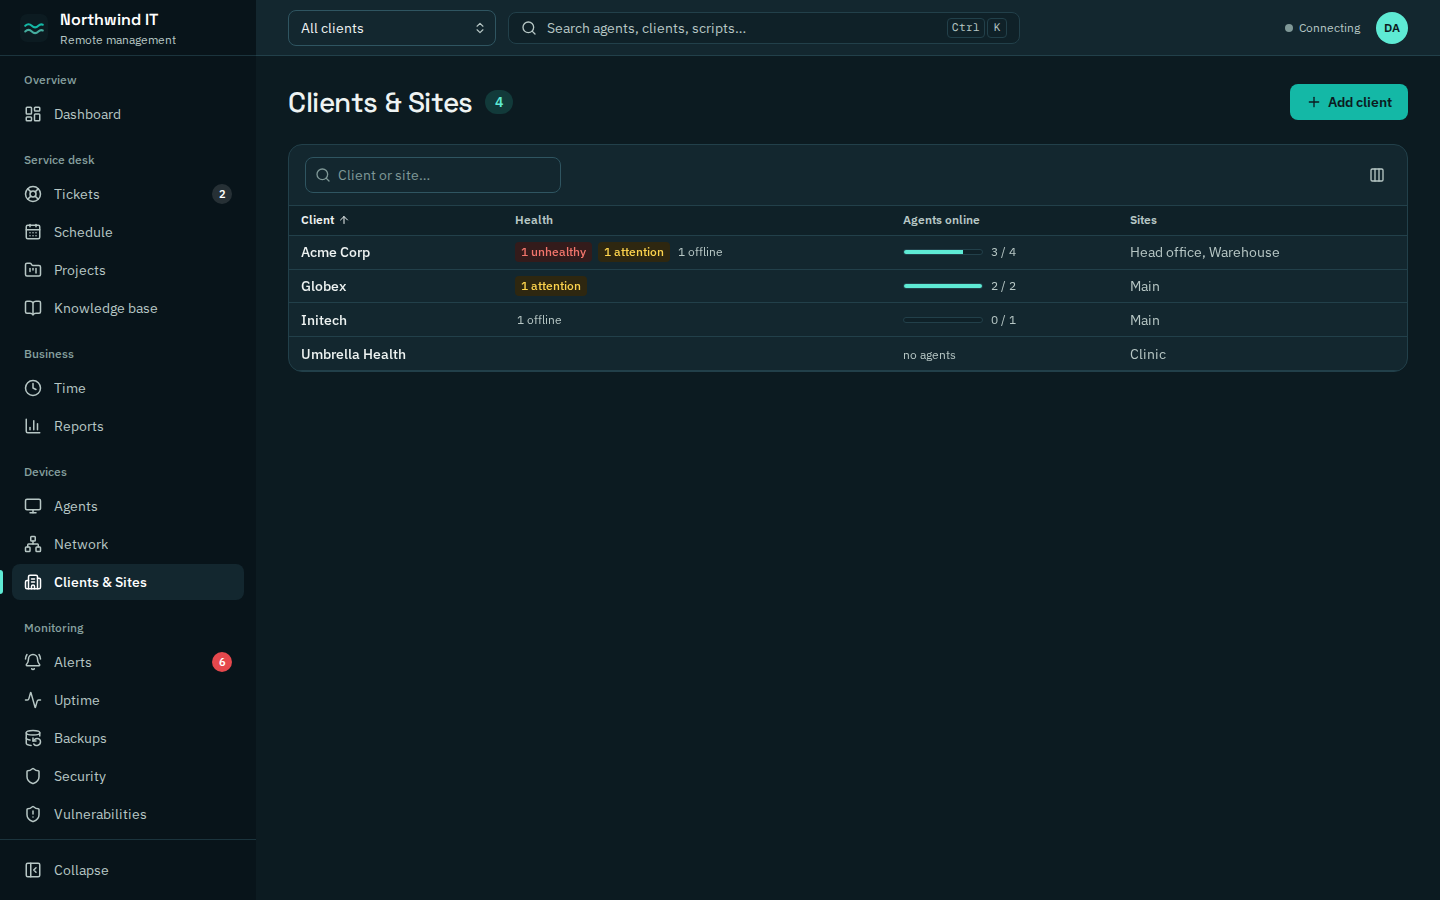 Northwind IT
Remote management
All clients
Search agents, clients, scripts...
Ctrl K
Connecting
DA
Overview
Dashboard
Service desk
Tickets 2
Schedule
Projects
Knowledge base
Business
Time
Reports
Devices
Agents
Network
Clients & Sites
Monitoring
Alerts 6
Uptime
Backups
Security
Vulnerabilities
Collapse
Clients & Sites 4
Add client
Client or site...
Client Health Agents online Sites
Acme Corp 1 unhealthy 1 attention 1 offline 3 / 4 Head office, Warehouse
Globex 1 attention 2 / 2 Main
Initech 1 offline 0 / 1 Main
Umbrella Health no agents Clinic